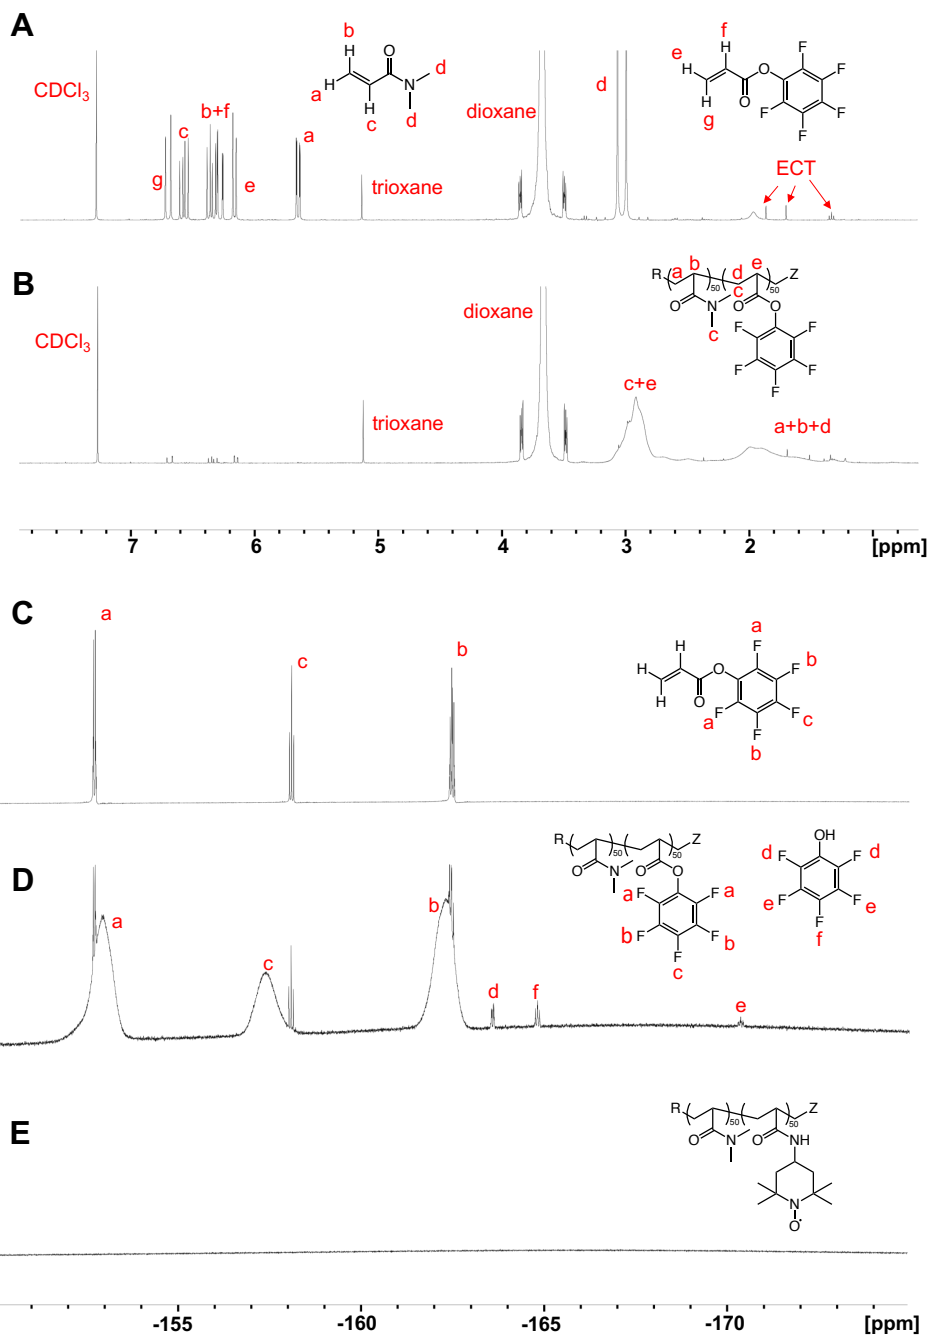 A
b
H
O
H
N
d
a
H
H
c
d
f
e
H
H
H
g
O
O
F
F
F
F
F
CDCl3
g
c
b+f
e
a
trioxane
dioxane
d
ECT
B
R
a
b
50
d
e
50
Z
O
N
c
c
O
O
F
F
F
F
F
CDCl3
trioxane
dioxane
c+e
a+b+d
7
6
5
4
3
2
[ppm]
C
a
c
b
H
H
H
O
O
a
F
F
b
F
c
F
b
a
F
D
a
c
b
d
f
e
R
50
50
Z
O
N
O
O
a
F
F
a
b
F
F
b
F
c
OH
d
F
F
d
e
F
F
e
F
f
E
R
50
50
Z
O
N
O
NH
N
O•
-155
-160
-165
-170
[ppm]